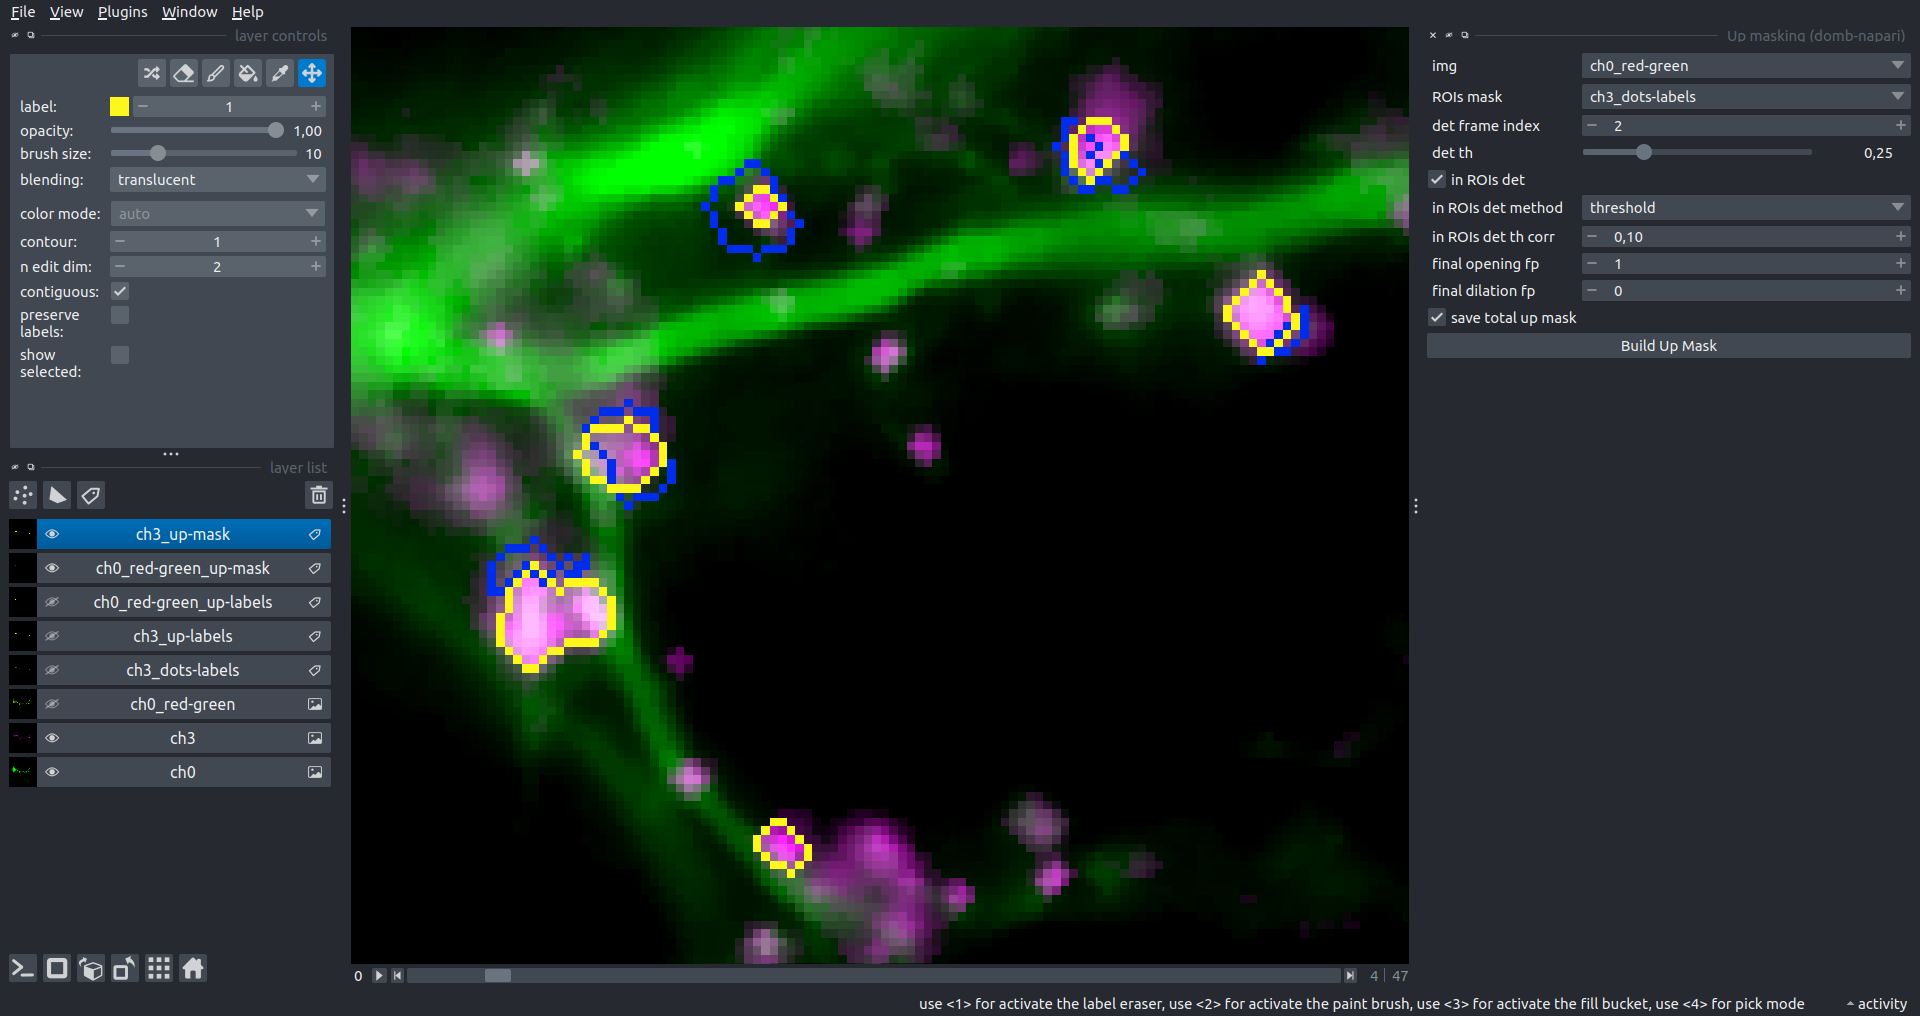 File View Plugins Window Help
layer controls
label: 1
opacity: 1,00
brush size: 10
blending: translucent
color mode: auto
contour: 1
n edit dim: 2
contiguous:
preserve
labels:
show
selected:
layer list
ch3_up-mask
ch0_red-green_up-mask
ch0_red-green_up-labels
ch3_up-labels
ch3_dots-labels
ch0_red-green
ch3
ch0
0 4 47
Up masking (domb-napari)
img ch0_red-green
ROIs mask ch3_dots-labels
det frame index 2
det th 0,25
in ROIs det
in ROIs det method threshold
in ROIs det th corr 0,10
final opening fp 1
final dilation fp 0
save total up mask
Build Up Mask
use <1> for activate the label eraser, use <2> for activate the paint brush, use <3> for activate the fill bucket, use <4> for pick mode
activity